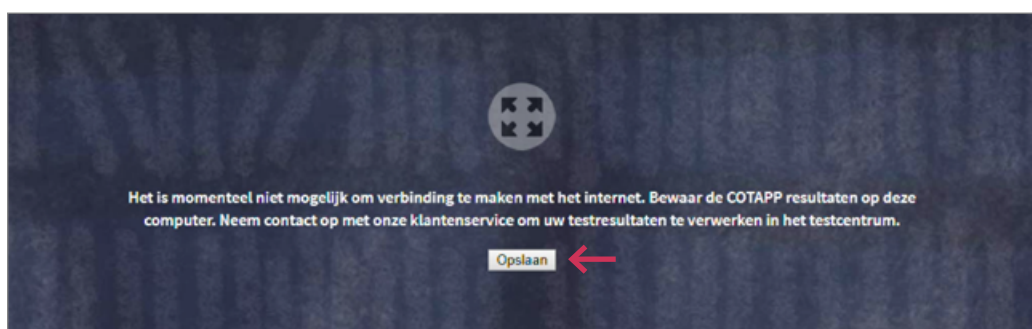 Het is momenteel niet mogelijk om verbinding te maken met het internet. Bewaar de COTAPP resultaten op deze
computer. Neem contact op met onze klantenservice om uw testresultaten te verwerken in het testcentrum.
Opslaan